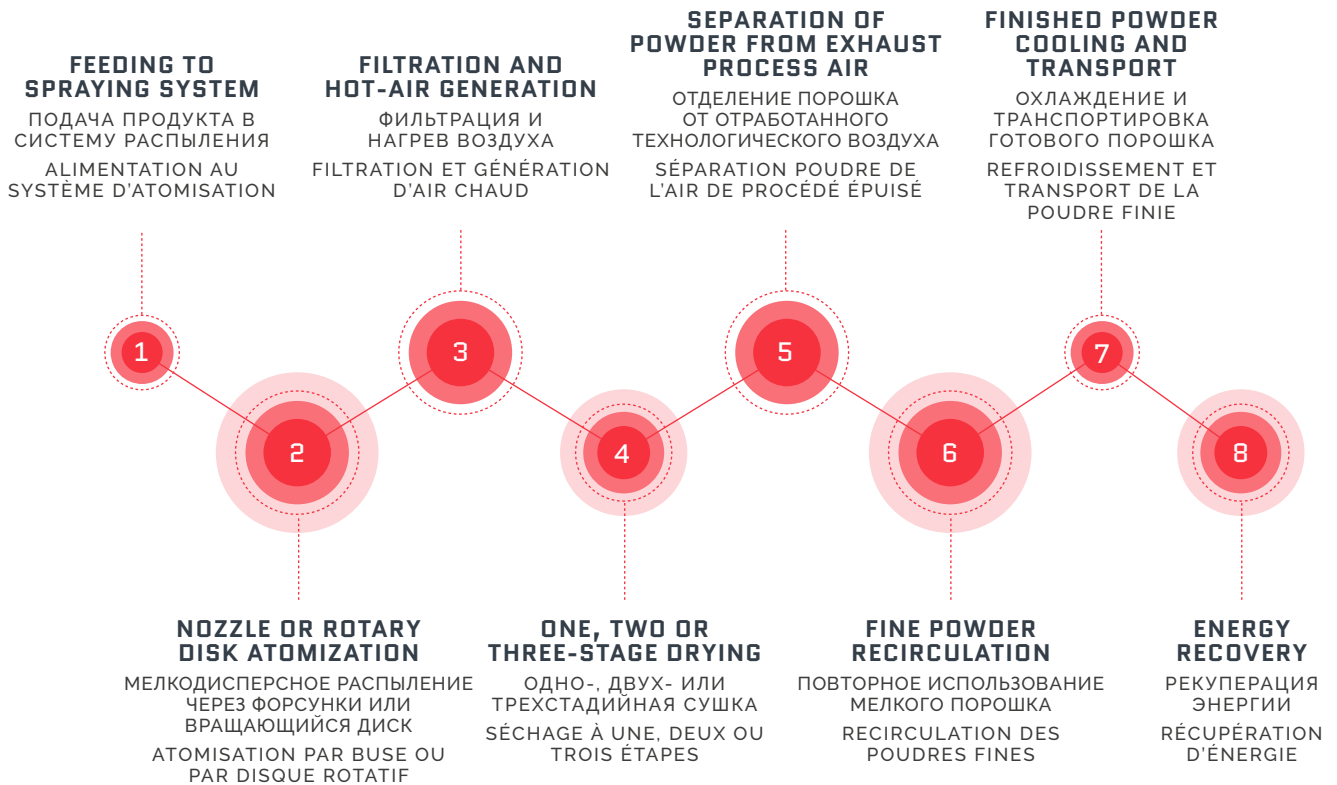 FEEDING TO
SPRAYING SYSTEM
ПОДАЧА ПРОДУКТА В
СИСТЕМУ РАСПЫЛЕНИЯ
ALIMENTATION AU
SYSTÈME D'ATOMISATION
FILTRATION AND
HOT-AIR GENERATION
ФИЛЬТРАЦИЯ И
НАГРЕВ ВОЗДУХА
FILTRATION ET GÉNÉRATION
D'AIR CHAUD
SEPARATION OF
POWDER FROM EXHAUST
PROCESS AIR
ОТДЕЛЕНИЕ ПОРОШКА
ОТ ОТРАБОТАННОГО
ТЕХНОЛОГИЧЕСКОГО ВОЗДУХА
SÉPARATION POUDRE DE
L'AIR DE PROCÉDÉ ÉPUISÉ
FINISHED POWDER
COOLING AND
TRANSPORT
ОХЛАЖДЕНИЕ И
ТРАНСПОРТИРОВКА
ГОТОВОГО ПОРОШКА
REFROIDISSEMENT ET
TRANSPORT DE LA
POUDRE FINIE
1
2
3
4
5
6
7
8
NOZZLE OR ROTARY
DISK ATOMIZATION
МЕЛКОДИСПЕРСНОЕ РАСПЫЛЕНИЕ
ЧЕРЕЗ ФОРСУНКИ ИЛИ
ВРАЩАЮЩИЙСЯ ДИСК
ATOMISATION PAR BUSE OU
PAR DISQUE ROTATIF
ONE, TWO OR
THREE-STAGE DRYING
ОДНО-, ДВУХ- ИЛИ
ТРЕХСТАДИЙНАЯ СУШКА
SÉCHAGE À UNE, DEUX OU
TROIS ÉTAPES
FINE POWDER
RECIRCULATION
ПОВТОРНОЕ ИСПОЛЬЗОВАНИЕ
МЕЛКОГО ПОРОШКА
RECIRCULATION DES
POUDRES FINES
ENERGY
RECOVERY
РЕКУПЕРАЦИЯ
ЭНЕРГИИ
RÉCUPÉRATION
D'ÉNERGIE